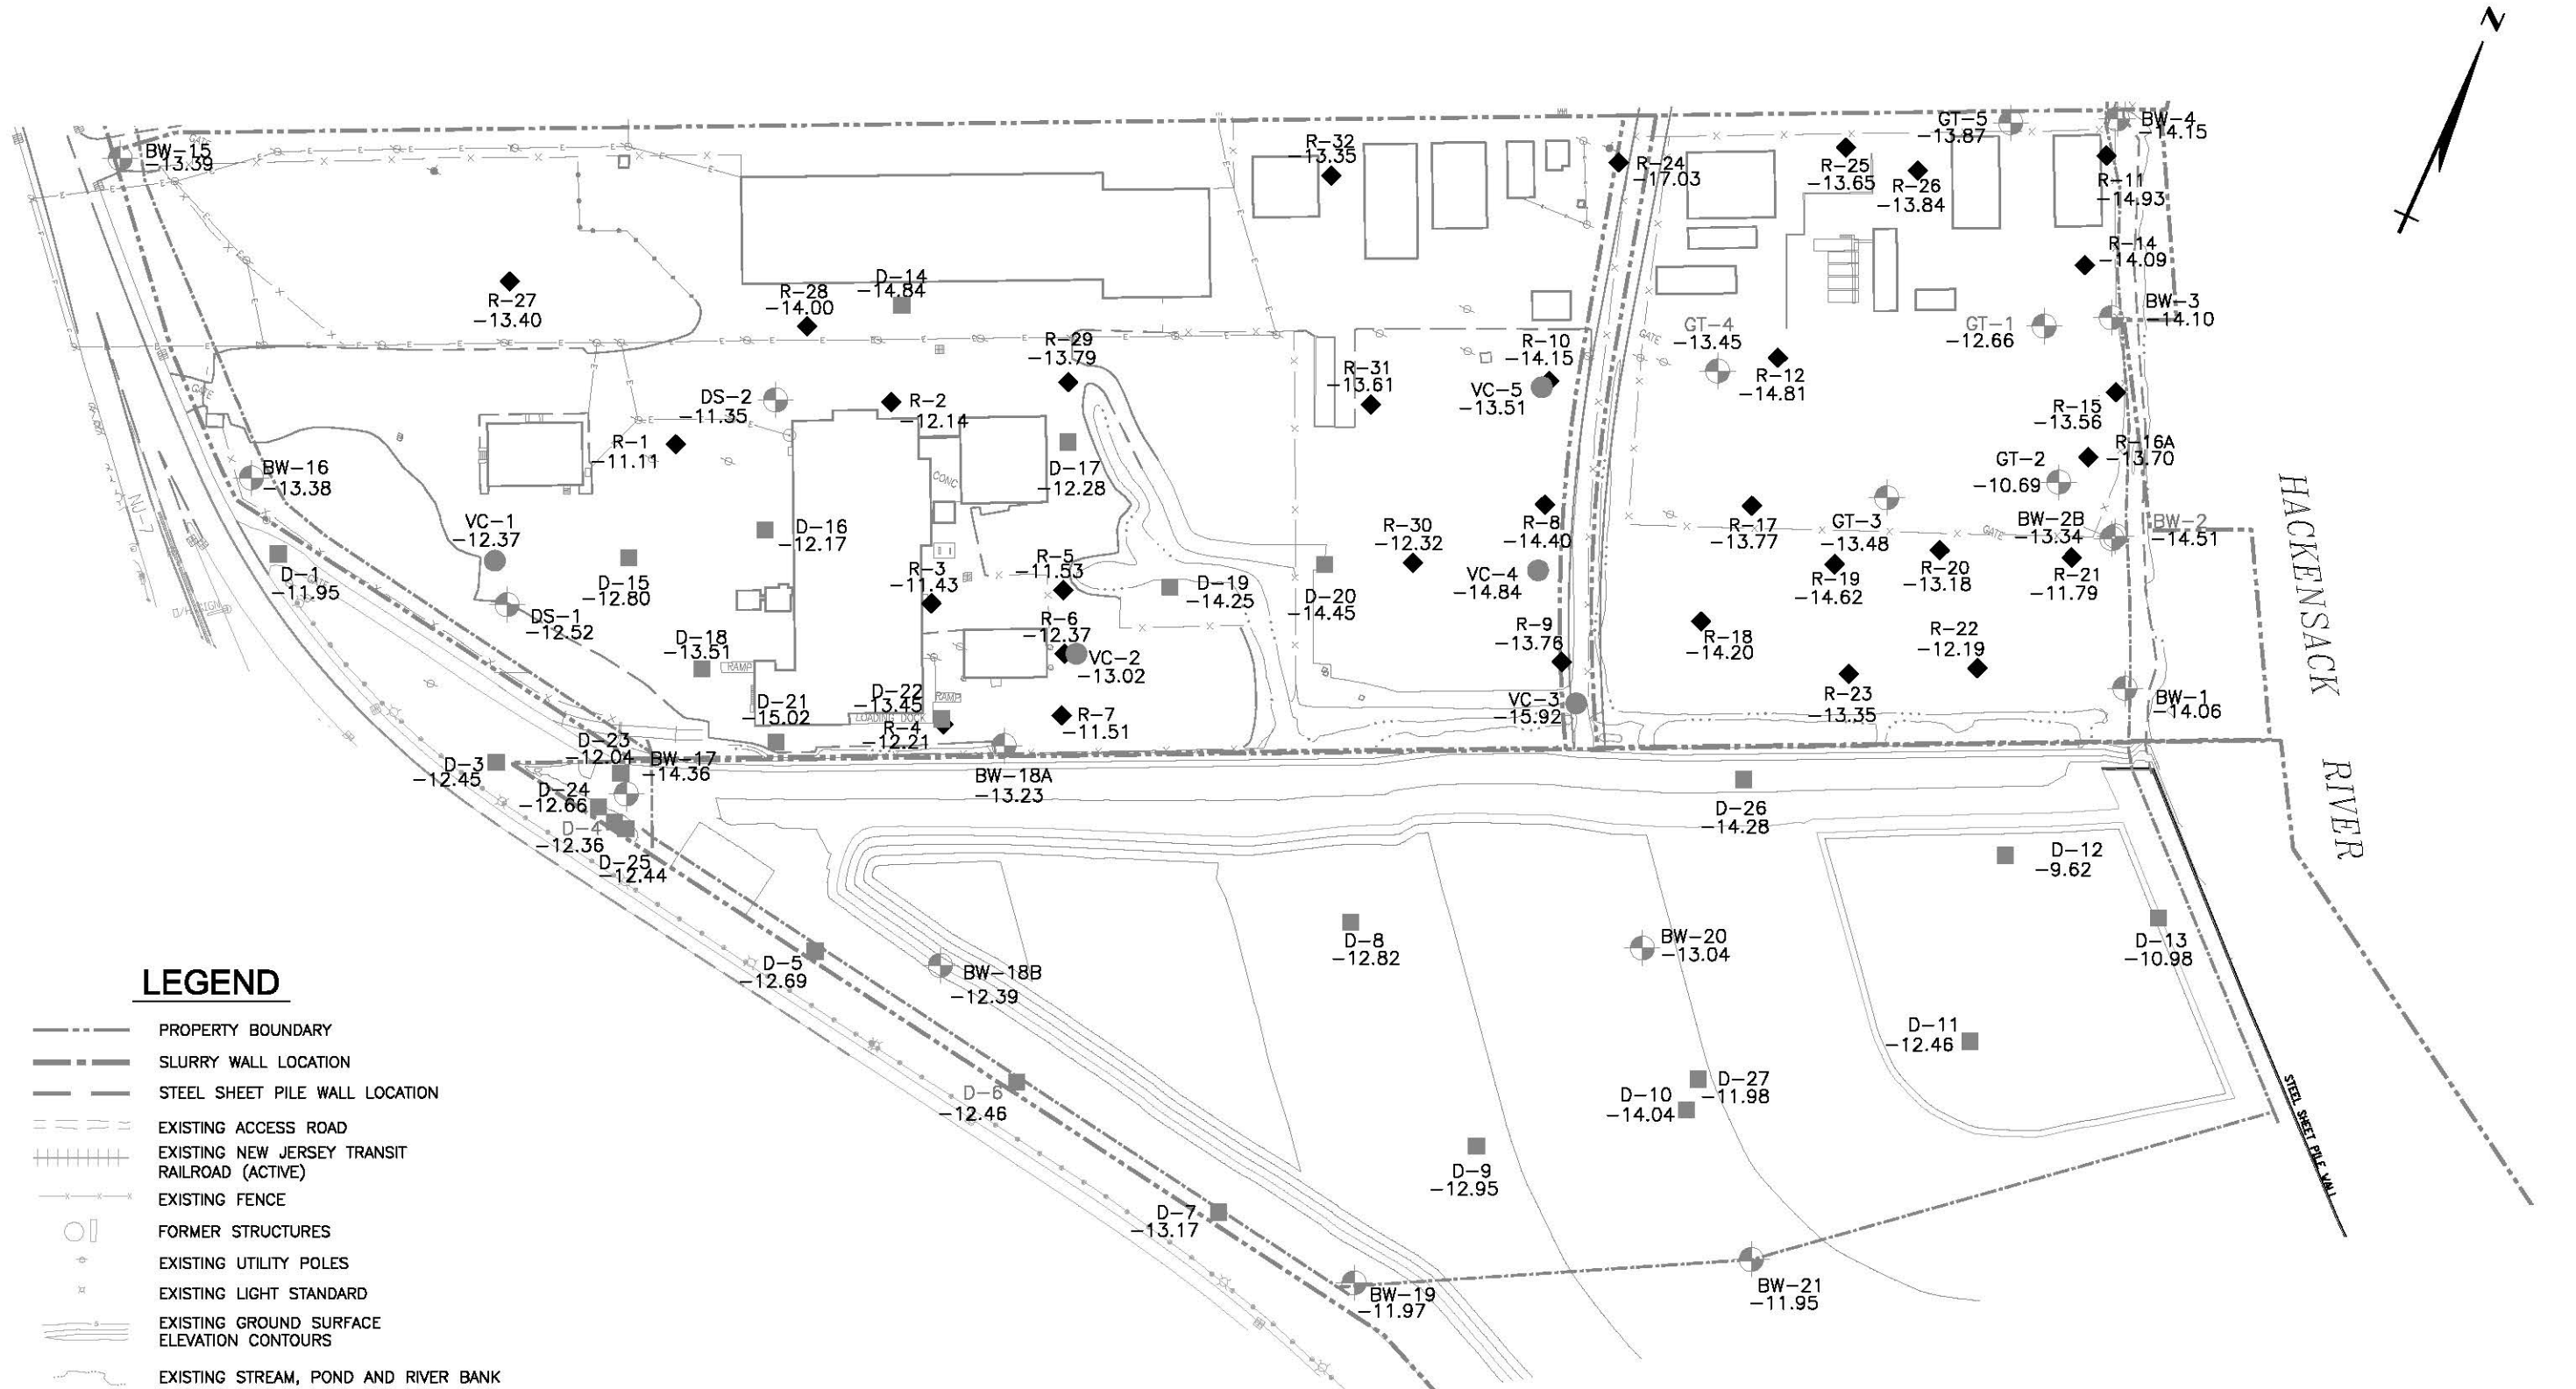 N
BW-15
-13.39
R-32
-13.35
R-24
-17.03
R-25
-13.65
R-26
-13.84
GT-5
-13.87
BW-4
-14.15
R-11
-14.93
R-14
-14.09
BW-3
-14.10
GT-1
-12.66
R-27
-13.40
R-28
-14.00
D-14
-14.84
R-29
-13.79
R-31
-13.61
R-10
-14.15
VC-5
-13.51
GATE
GT-4
-13.45
R-12
-14.81
R-15
-13.56
R-16A
-13.70
GT-2
-10.69
GATE
DS-2
-11.35
R-2
-12.14
R-1
-11.11
BW-16
-13.38
CONC
D-17
-12.28
NJ-7
VC-1
-12.37
D-16
-12.17
D-1
-11.95
D-15
-12.80
DS-1
-12.52
R-3
-11.43
R-5
-11.53
D-19
-14.25
D-20
-14.45
R-30
-12.32
R-8
-14.40
VC-4
-14.84
R-17
-13.77
GT-3
-13.48
R-19
-14.62
R-20
-13.18
GATE
BW-2B
-13.34
BW-2
-14.51
R-21
-11.79
HACKENSACK
RIVER
D-18
-13.51
RAMP
R-6
-12.37
VC-2
-13.02
R-9
-13.76
R-18
-14.20
R-22
-12.19
R-23
-13.35
BW-1
-14.06
D-21
-15.02
D-22
-13.45
RAMP
LOADING DOCK
R-4
-12.21
R-7
-11.51
VC-3
-15.92
D-3
-12.45
D-23
-12.04
BW-17
-14.36
D-24
-12.66
D-4
-12.36
D-25
-12.44
BW-18A
-13.23
D-26
-14.28
D-12
-9.62
D-8
-12.82
BW-20
-13.04
D-13
-10.98
D-5
-12.69
BW-18B
-12.39
D-11
-12.46
D-6
-12.46
D-27
-11.98
D-10
-14.04
STEEL SHEET PILE WALL
D-9
-12.95
D-7
-13.17
BW-19
-11.97
BW-21
-11.95
LEGEND
PROPERTY BOUNDARY
SLURRY WALL LOCATION
STEEL SHEET PILE WALL LOCATION
EXISTING ACCESS ROAD
EXISTING NEW JERSEY TRANSIT
RAILROAD (ACTIVE)
EXISTING FENCE
FORMER STRUCTURES
EXISTING UTILITY POLES
EXISTING LIGHT STANDARD
EXISTING GROUND SURFACE
ELEVATION CONTOURS
EXISTING STREAM, POND AND RIVER BANK